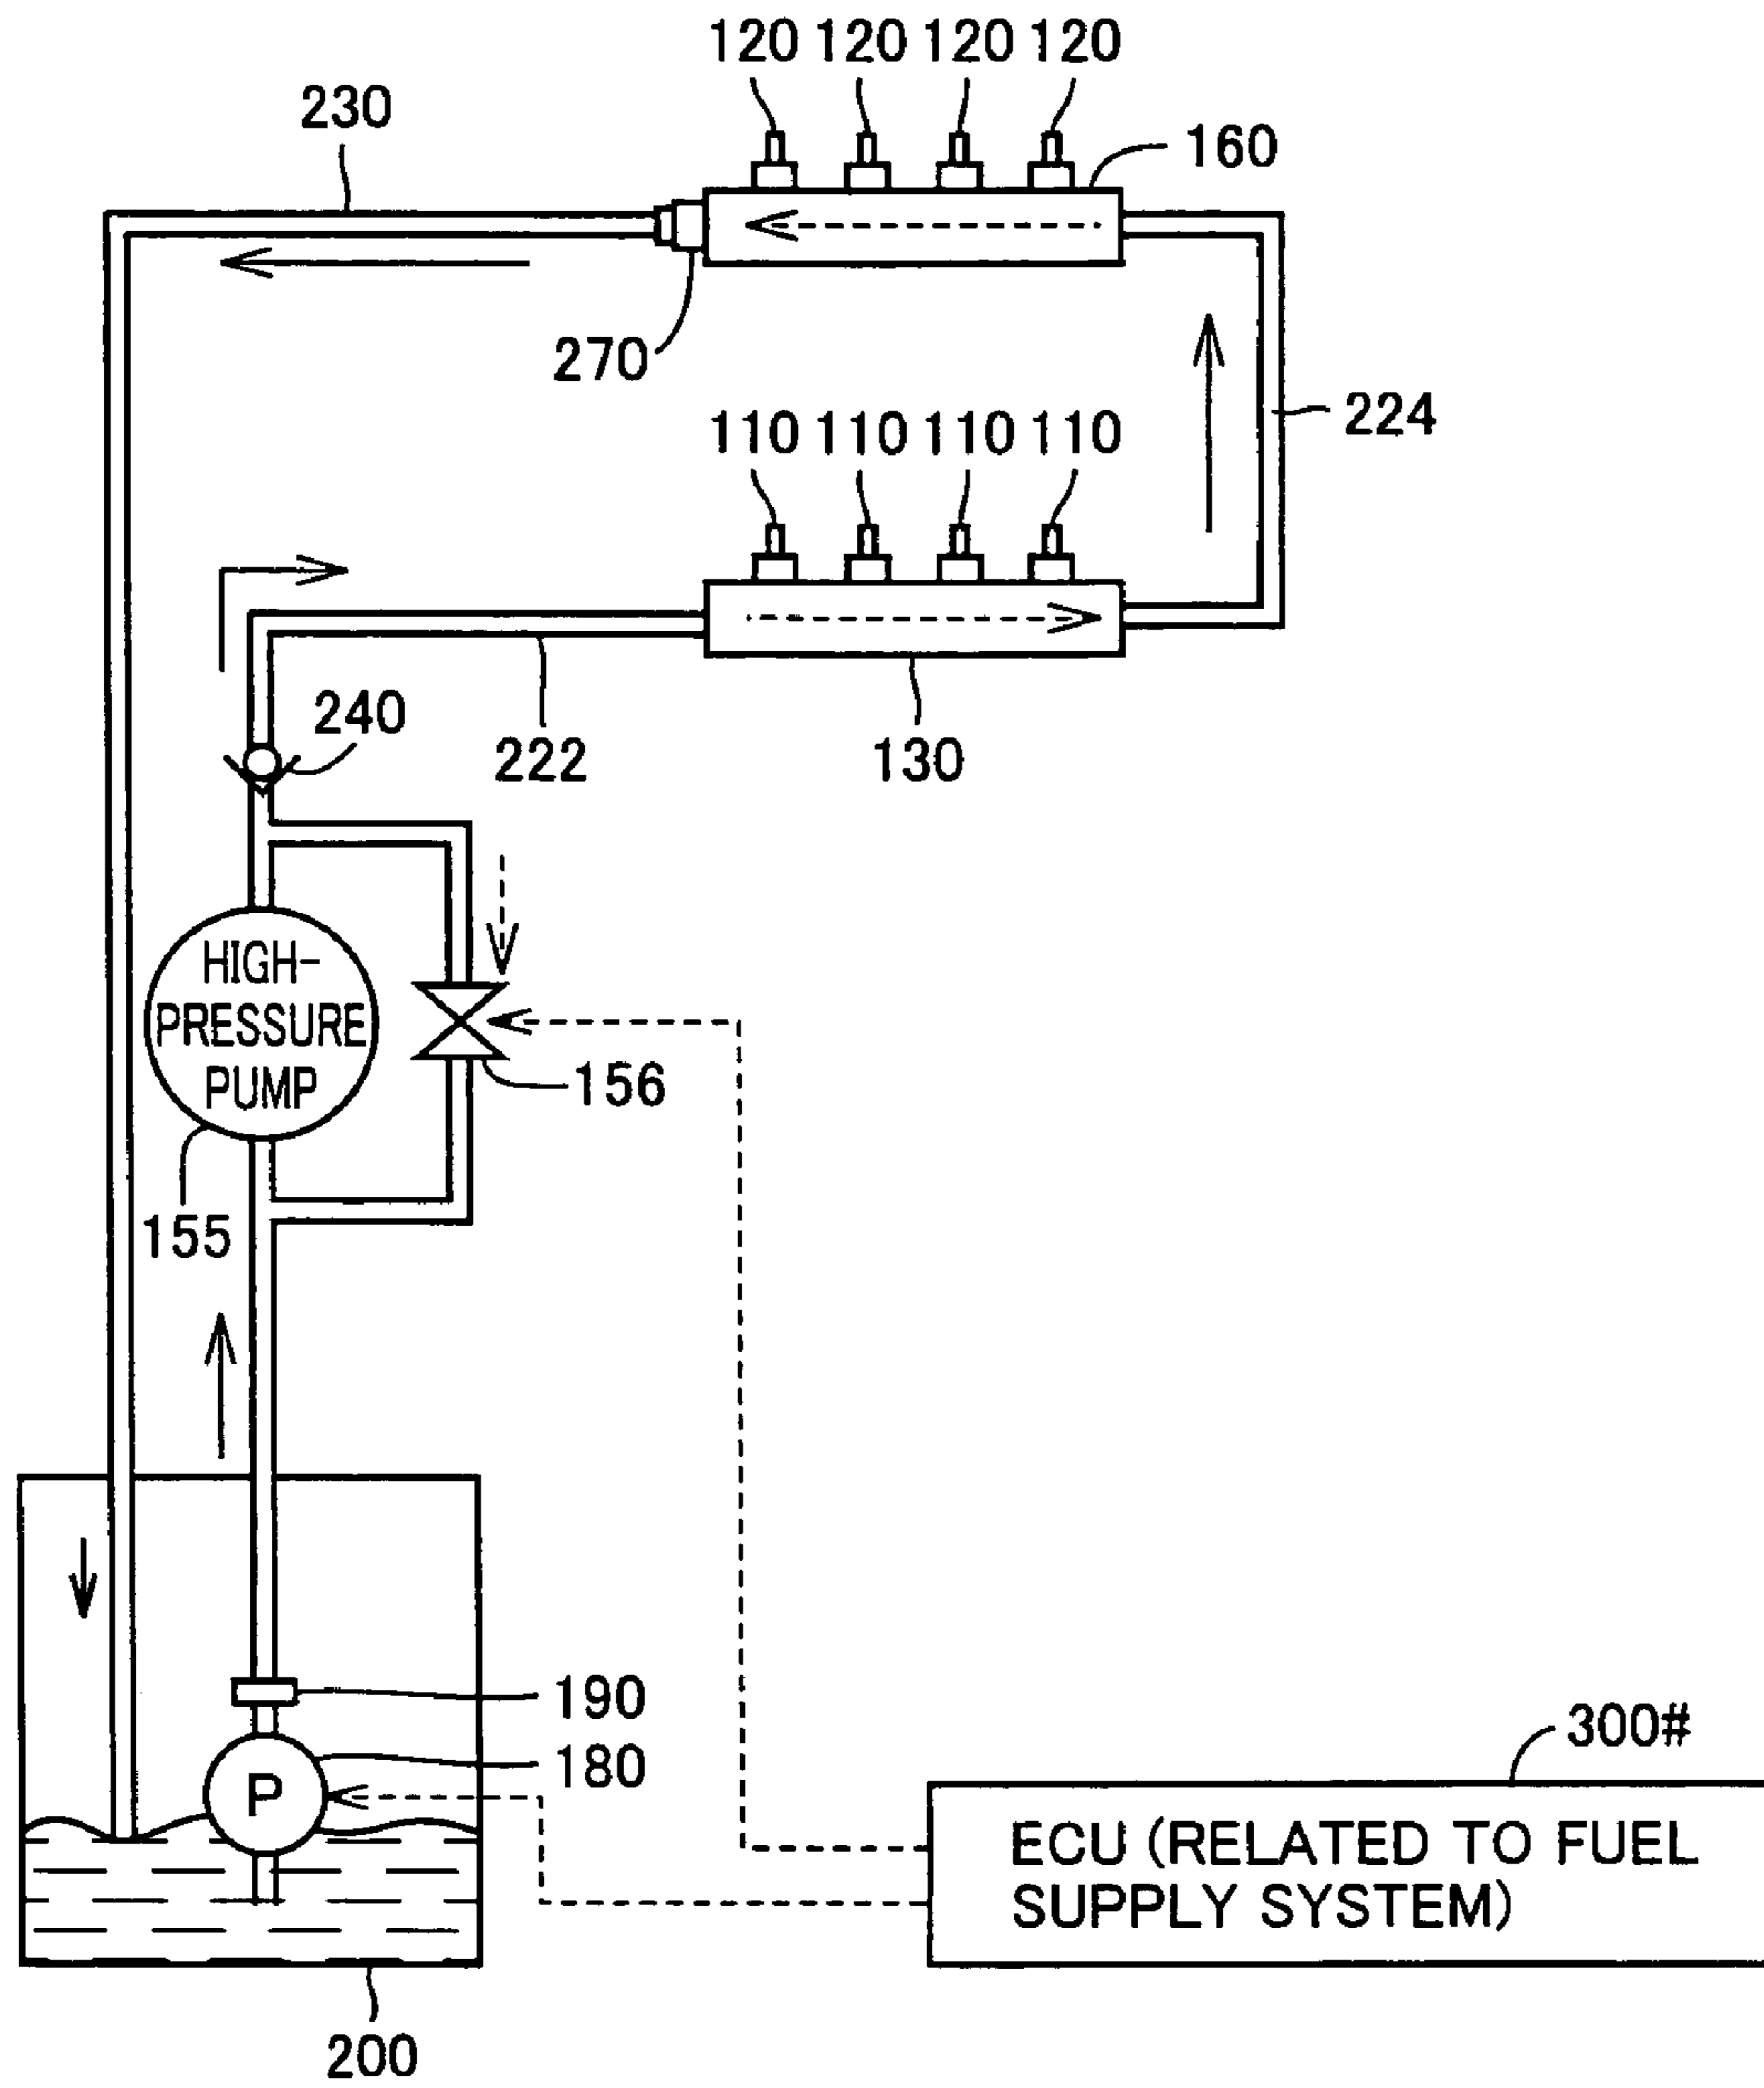 120 120 120 120
230
160
270
110 110 110 110
224
240
222
130
HIGH-
PRESSURE
PUMP
156
155
190
300#
180
P
ECU (RELATED TO FUEL
SUPPLY SYSTEM)
200